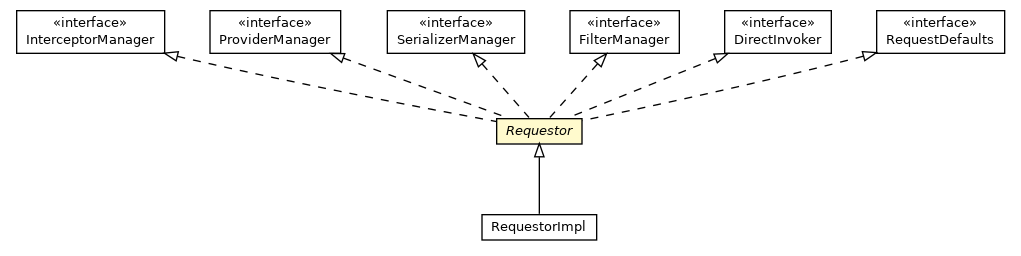 «interface»
InterceptorManager
«interface»
ProviderManager
«interface»
SerializerManager
«interface»
FilterManager
«interface»
DirectInvoker
«interface»
RequestDefaults
Requestor
RequestorImpl